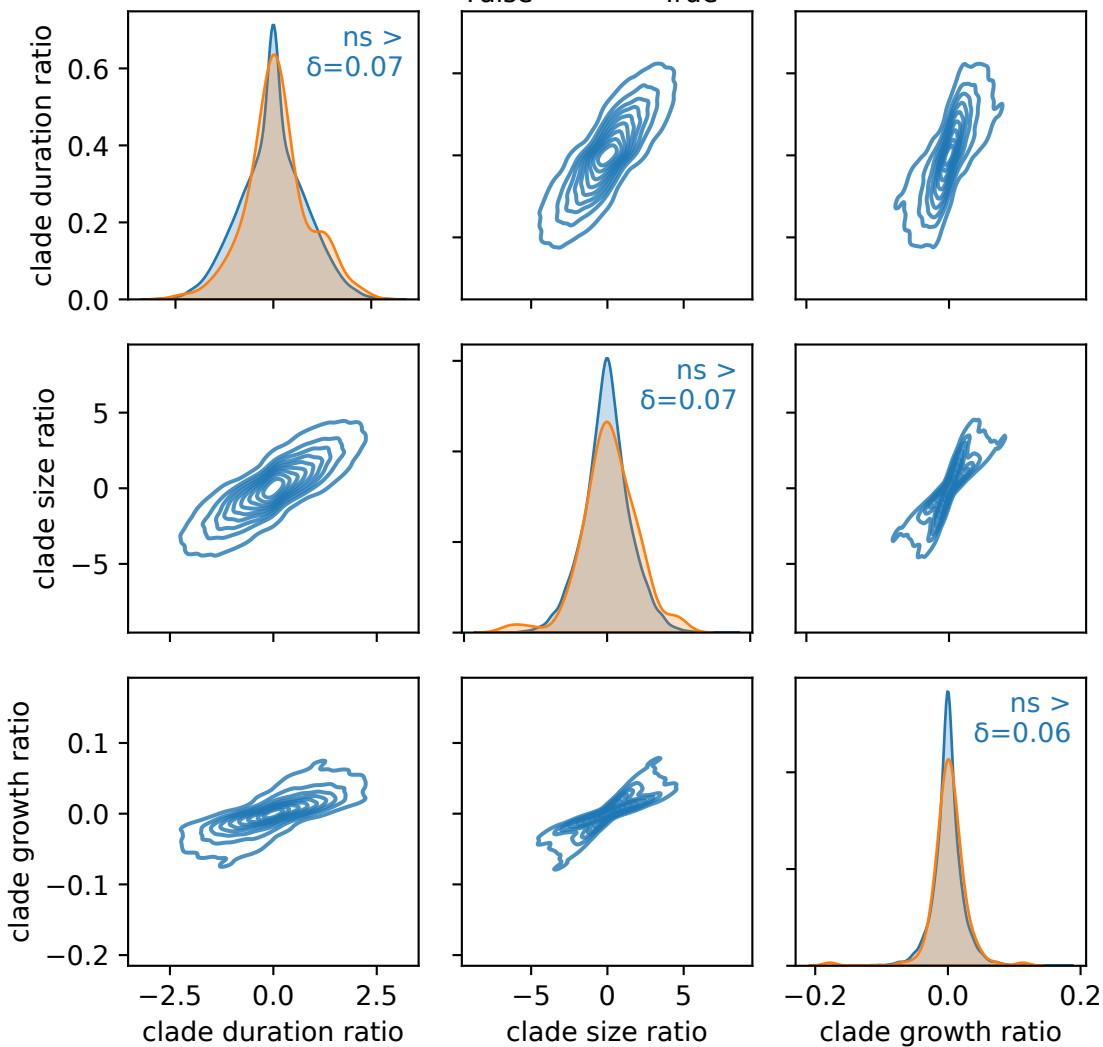 False True
clade duration ratio
0.6
0.4
0.2
0.0
ns >
δ=0.07
clade size ratio
5
0
−5
ns >
δ=0.07
clade growth ratio
0.1
0.0
−0.1
−0.2
ns >
δ=0.06
−2.5 0.0 2.5
−5 0 5
−0.2 0.0 0.2
clade duration ratio
clade size ratio
clade growth ratio